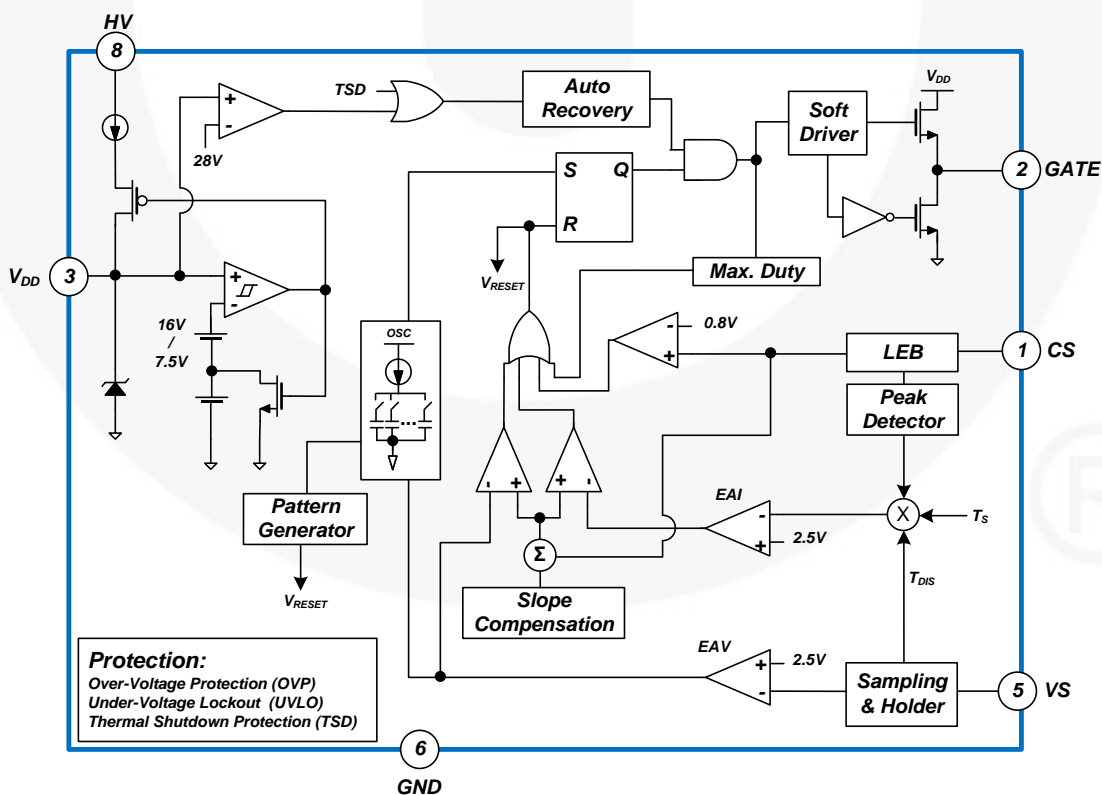 HV
8
TSD
Auto
Recovery
VDD
Soft
Driver
+
-
28V
S
Q
R
2
GATE
VDD
3
+
-
16V
/
7.5V
VRESET
Max. Duty
OSC
...
-
+
0.8V
LEB
1
CS
Peak
Detector
-
+
+
-
EAI
-
+
2.5V
X
TS
Pattern
Generator
Σ
TDIS
VRESET
Slope
Compensation
Protection:
Over-Voltage Protection (OVP)
Under-Voltage Lockout (UVLO)
Thermal Shutdown Protection (TSD)
EAV
+
-
2.5V
Sampling
& Holder
5
VS
6
GND
R